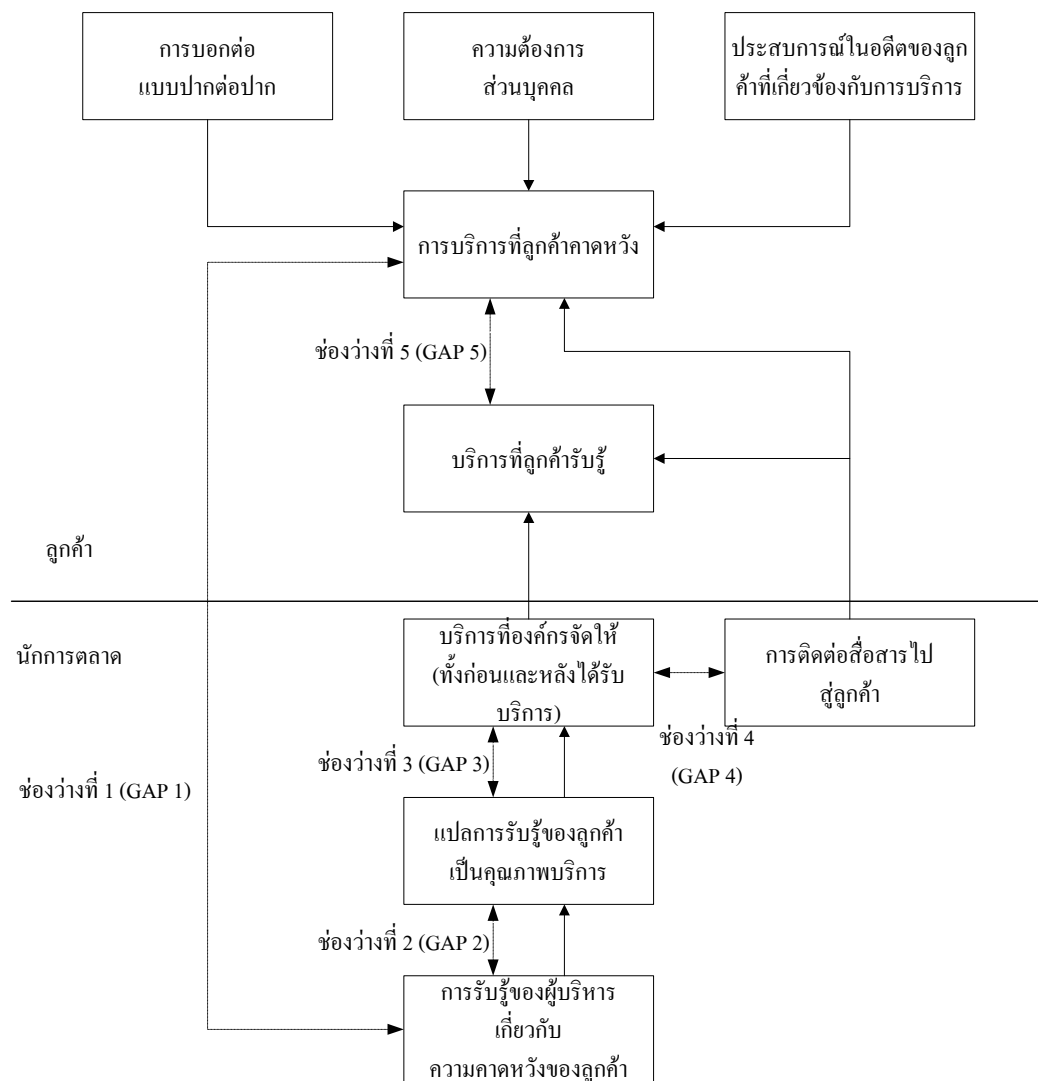 การบอกต่อ
แบบปากต่อปาก
ความต้องการ
ส่วนบุคคล
ประสบการณ์ในอดีตของลูก
ค้าที่เกี่ยวข้องกับการบริการ
การบริการที่ลูกค้าคาดหวัง
ช่องว่างที่ 5 (GAP 5)
บริการที่ลูกค้ารับรู้
ลูกค้า
นักการตลาด
บริการที่องค์กรจัดให้
(ทั้งก่อนและหลังได้รับ
บริการ)
การติดต่อสื่อสารไป
สู่ลูกค้า
ช่องว่างที่ 4
(GAP 4)
ช่องว่างที่ 3 (GAP 3)
ช่องว่างที่ 1 (GAP 1)
แปลการรับรู้ของลูกค้า
เป็นคุณภาพบริการ
ช่องว่างที่ 2 (GAP 2)
การรับรู้ของผู้บริหาร
เกี่ยวกับ
ความคาดหวังของลูกค้า